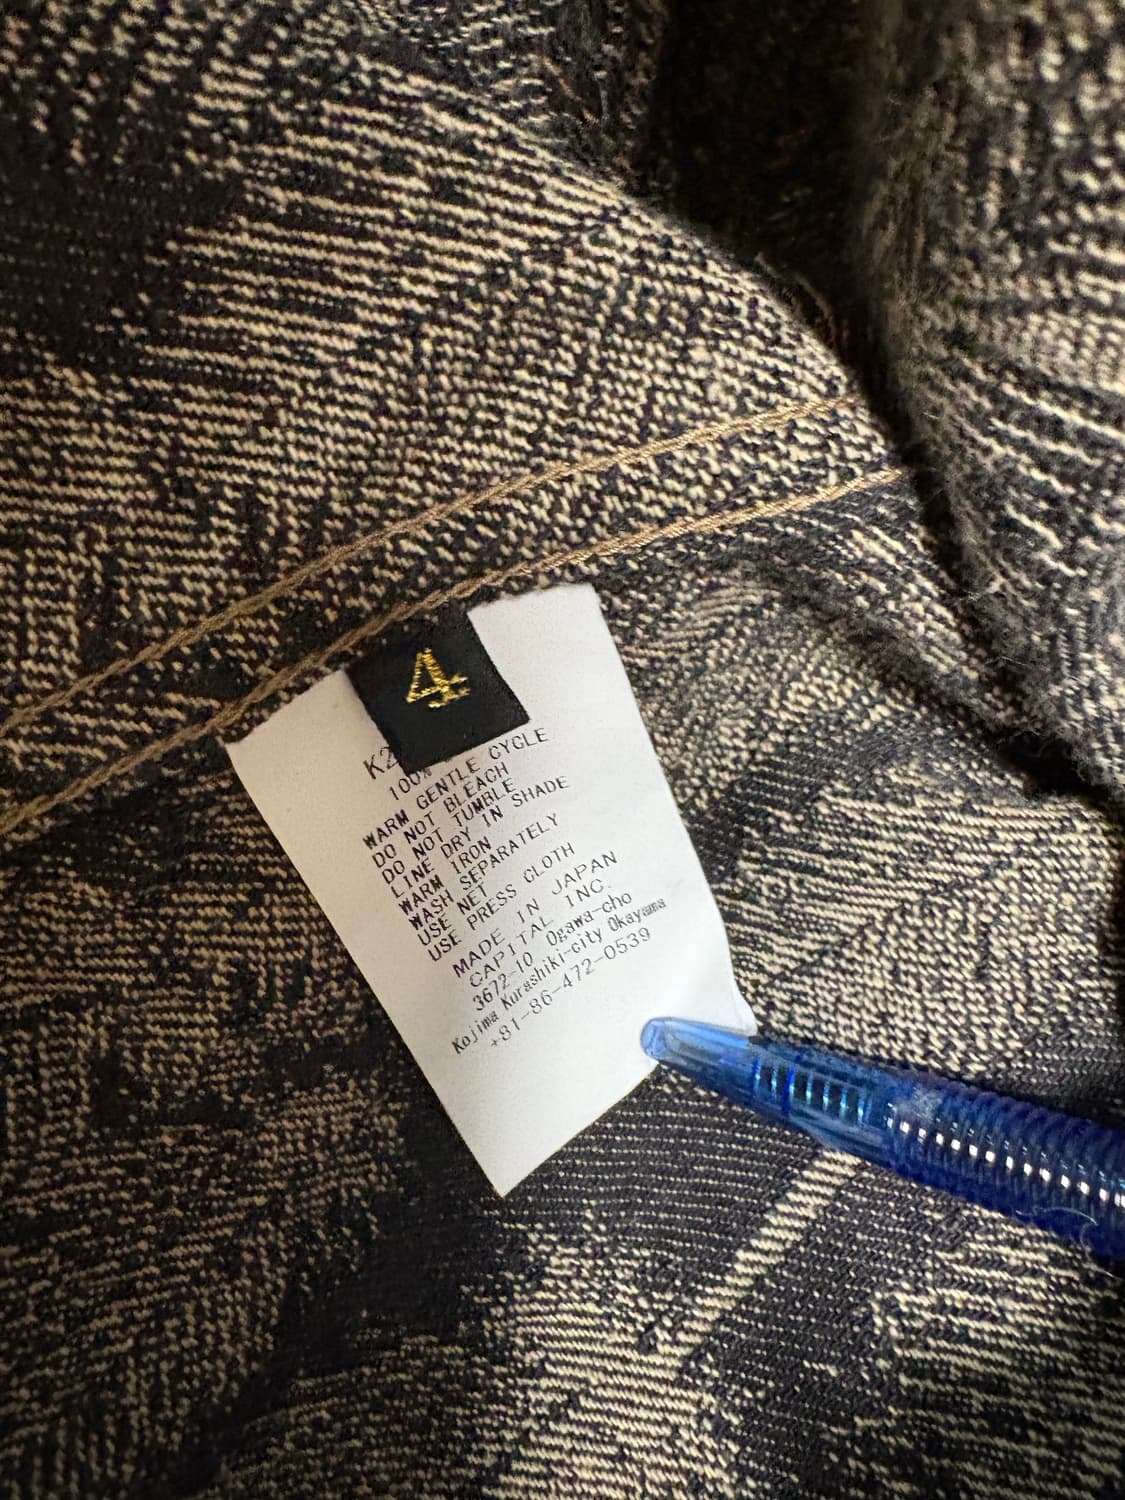 4
K2
100%
WARM GENTLE CYCLE
DO NOT BLEACH
DO NOT TUMBLE
LINE DRY IN SHADE
WARM IRON
WASH SEPARATELY
USE NET
USE PRESS CLOTH
MADE IN JAPAN
CAPITAL INC.
3672-10 Ogawa-cho
Kojima Kurashiki-city Okayama
+81-86-472-0539